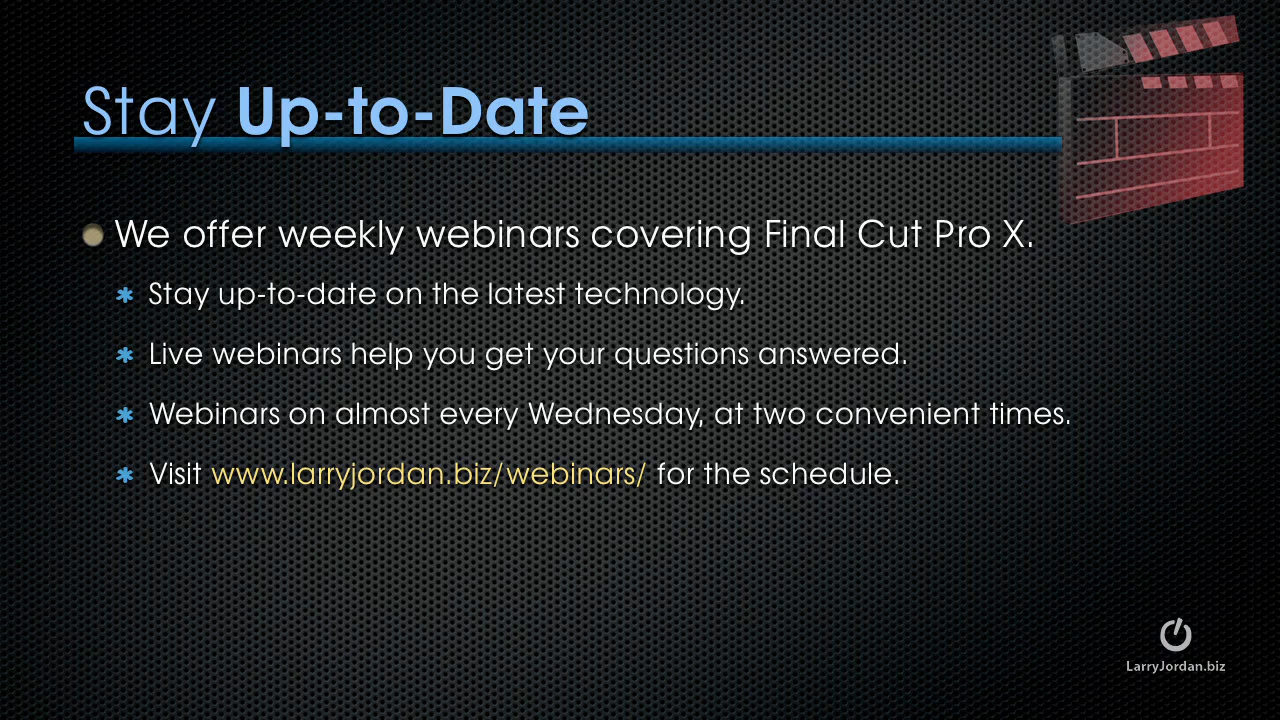 Stay Up-to-Date
We offer weekly webinars covering Final Cut Pro X.
Stay up-to-date on the latest technology.
Live webinars help you get your questions answered.
Webinars on almost every Wednesday, at two convenient times.
Visit www.larryjordan.biz/webinars/ for the schedule.
LarryJordan.biz